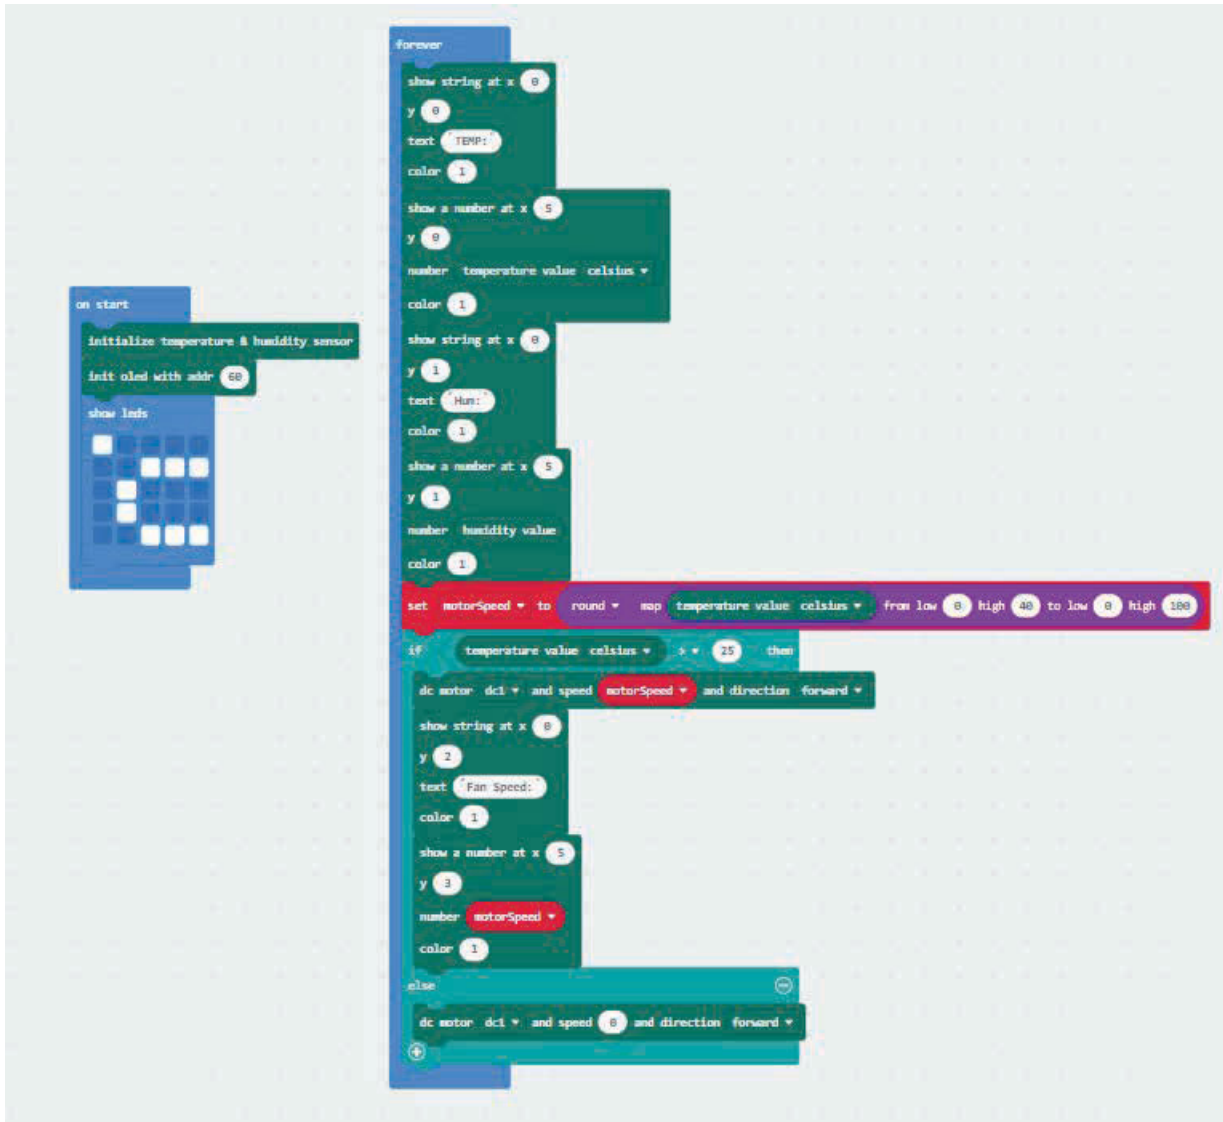 on start
initialize temperature & humidity sensor
init oled with addr 60
show leds
forever
show string at x 0
y 0
text "TEMP:"
color 1
show a number at x 5
y 0
number temperature value celsius
color 1
show string at x 0
y 1
text "Hum:"
color 1
show a number at x 5
y 1
number humidity value
color 1
set motorSpeed to round map temperature value celsius from low 0 high 40 to low 0 high 100
if temperature value celsius > 25 then
dc motor dc1 and speed motorSpeed and direction forward
show string at x 0
y 2
text "Fan Speed:"
color 1
show a number at x 5
y 3
number motorSpeed
color 1
else
dc motor dc1 and speed 0 and direction forward